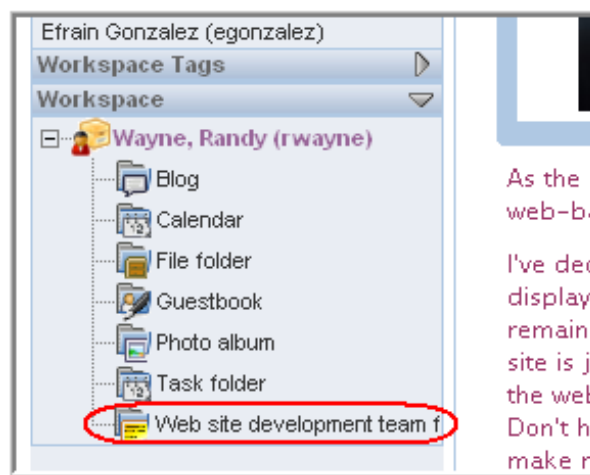 Efrain Gonzalez (egonzalez)
Workspace Tags
Workspace
Wayne, Randy (rwayne)
Blog
Calendar
File folder
Guestbook
Photo album
Task folder
Web site development team f
As the
web-ba
I've dec
display
remain
site is j
the web
Don't h
make r